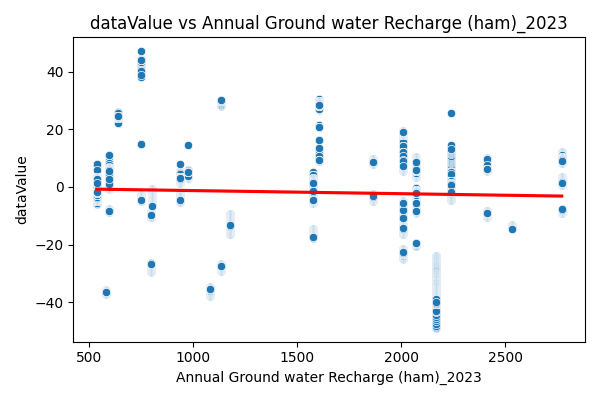 dataValue vs Annual Ground water Recharge (ham)_2023
40
20
0
−20
−40
dataValue
500 1000 1500 2000 2500
Annual Ground water Recharge (ham)_2023